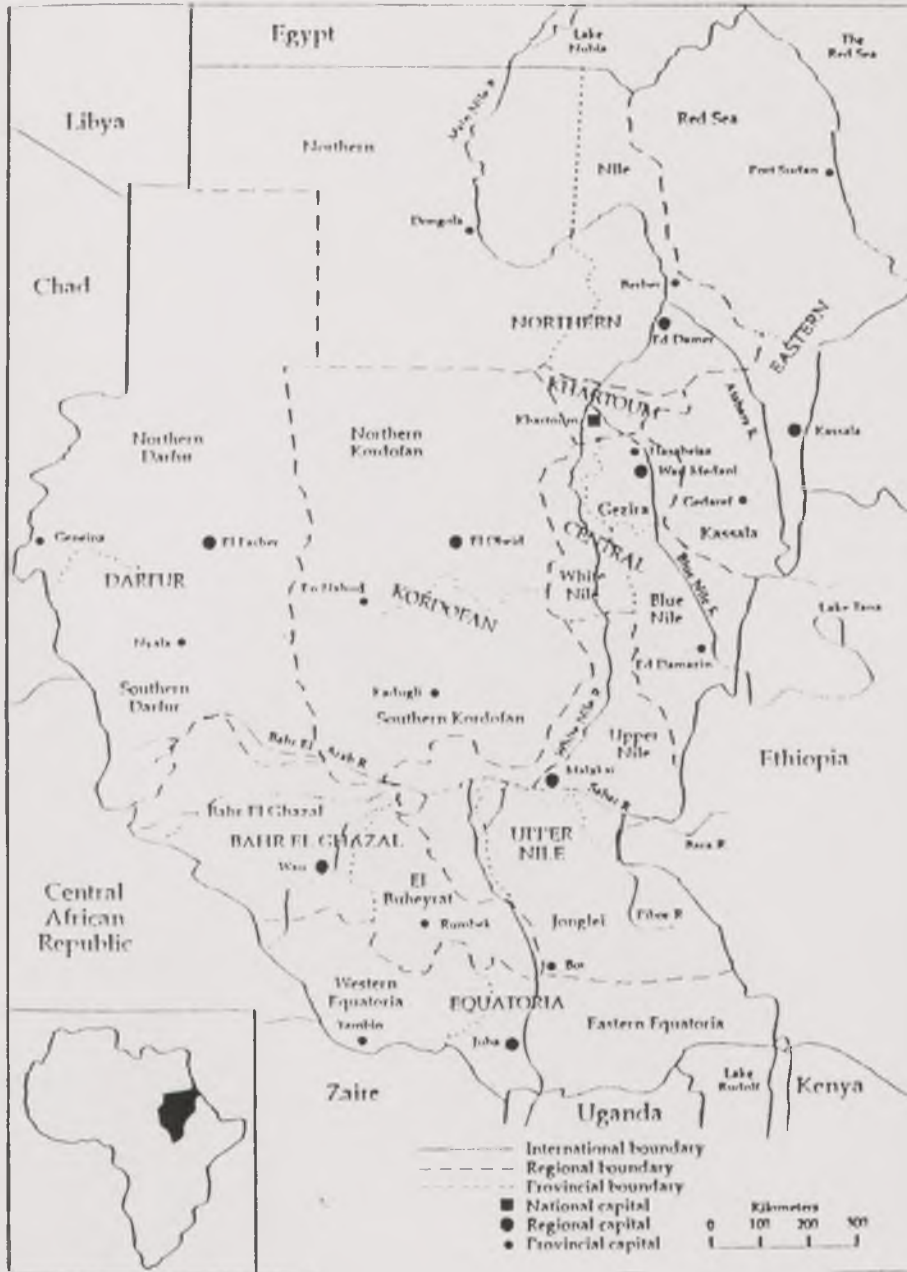 Egypt
Lake
Nubia
The
Red Sea
Libya
Main Nile R
Red Sea
Northern
Nile
Port Sudan
Dongola
Chad
Berber
NORTHERN
Ed Damer
EASTERN
KHARTOUM
Khartoum
Atabara R.
Kassala
Northern
Darfur
Northern
Kordofan
Hasaheisa
Wad Medani
Gezira
Gedaref
Kassala
Geneina
El Fasher
El Obeid
CENTRAL
DARFUR
En Nahud
KORDOFAN
White
Nile
Blue
Nile
Blue Nile R.
Lake Tana
Nyala
Ed Damazin
Southern
Darfur
Kadugli
Southern Kordofan
White Nile R
Upper
Nile
Bahr El Arab R
Malakal
Sobat R
Ethiopia
Bahr El Ghazal
BAHR EL GHAZAL
UPPER
NILE
Baro R
Wau
El
Buheyrat
Central
African
Republic
Rumbek
Jonglei
Pibor R
Bor
Western
Equatoria
EQUATORIA
Eastern Equatoria
Yambio
Juba
Zaire
Lake
Rudolf
Kenya
Uganda
International boundary
Regional boundary
Provincial boundary
National capital
Regional capital
Provincial capital
Kilometers
0 100 200 300